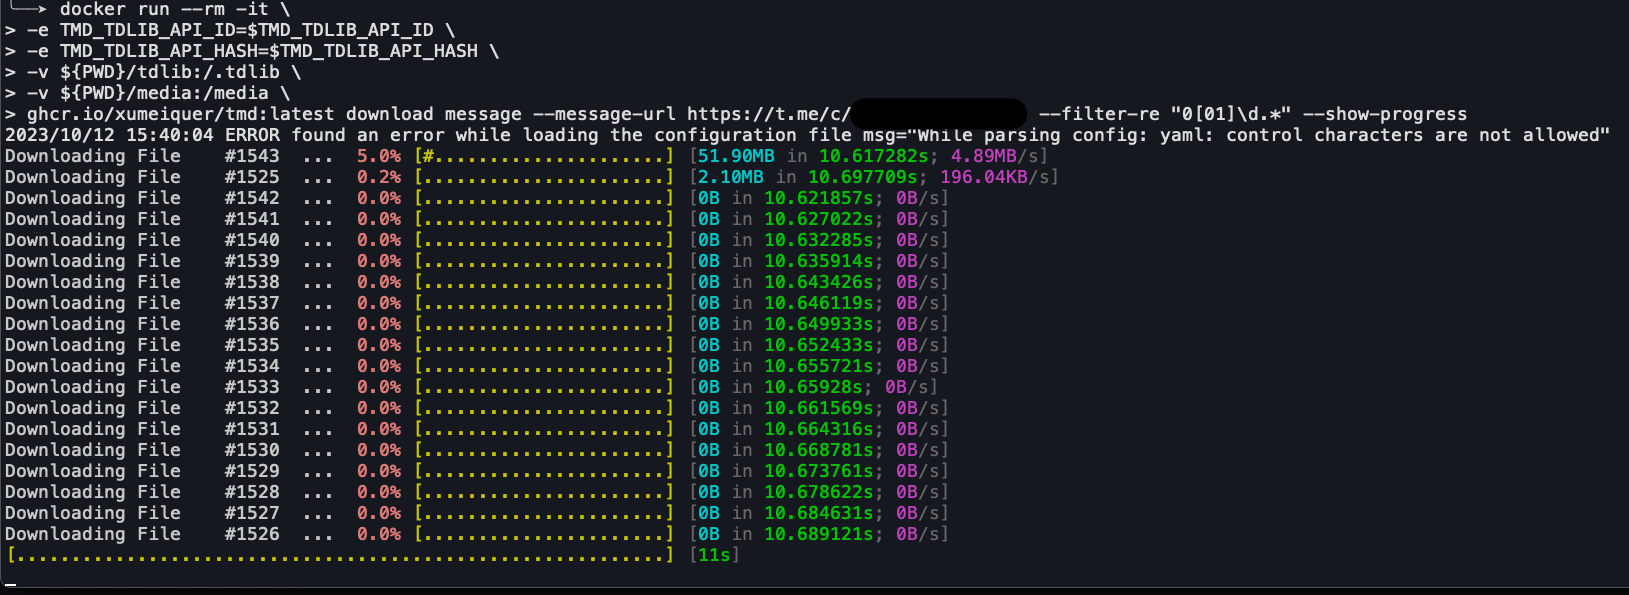 docker run --rm -it \
> -e TMD_TDLIB_API_ID=$TMD_TDLIB_API_ID \
> -e TMD_TDLIB_API_HASH=$TMD_TDLIB_API_HASH \
> -v ${PWD}/tdlib:/.tdlib \
> -v ${PWD}/media:/media \
> ghcr.io/xumeiquer/tmd:latest download message --message-url https://t.me/c/ --filter-re "0[01]\d.*" --show-progress
2023/10/12 15:40:04 ERROR found an error while loading the configuration file msg="While parsing config: yaml: control characters are not allowed"
Downloading File #1543 ... 5.0% [#.....................] [51.90MB in 10.617282s; 4.89MB/s]
Downloading File #1525 ... 0.2% [......................] [2.10MB in 10.697709s; 196.04KB/s]
Downloading File #1542 ... 0.0% [......................] [0B in 10.621857s; 0B/s]
Downloading File #1541 ... 0.0% [......................] [0B in 10.627022s; 0B/s]
Downloading File #1540 ... 0.0% [......................] [0B in 10.632285s; 0B/s]
Downloading File #1539 ... 0.0% [......................] [0B in 10.635914s; 0B/s]
Downloading File #1538 ... 0.0% [......................] [0B in 10.643426s; 0B/s]
Downloading File #1537 ... 0.0% [......................] [0B in 10.646119s; 0B/s]
Downloading File #1536 ... 0.0% [......................] [0B in 10.649933s; 0B/s]
Downloading File #1535 ... 0.0% [......................] [0B in 10.652433s; 0B/s]
Downloading File #1534 ... 0.0% [......................] [0B in 10.655721s; 0B/s]
Downloading File #1533 ... 0.0% [......................] [0B in 10.65928s; 0B/s]
Downloading File #1532 ... 0.0% [......................] [0B in 10.661569s; 0B/s]
Downloading File #1531 ... 0.0% [......................] [0B in 10.664316s; 0B/s]
Downloading File #1530 ... 0.0% [......................] [0B in 10.668781s; 0B/s]
Downloading File #1529 ... 0.0% [......................] [0B in 10.673761s; 0B/s]
Downloading File #1528 ... 0.0% [......................] [0B in 10.678622s; 0B/s]
Downloading File #1527 ... 0.0% [......................] [0B in 10.684631s; 0B/s]
Downloading File #1526 ... 0.0% [......................] [0B in 10.689121s; 0B/s]
[...........................................................] [11s]